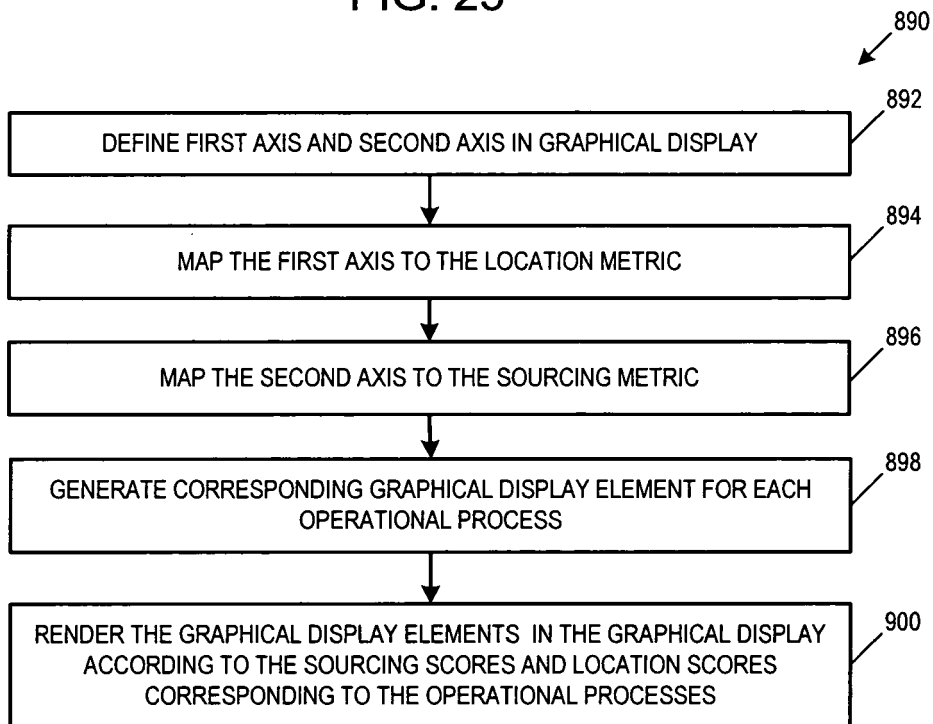 FIG. 25
890
892
DEFINE FIRST AXIS AND SECOND AXIS IN GRAPHICAL DISPLAY
894
MAP THE FIRST AXIS TO THE LOCATION METRIC
896
MAP THE SECOND AXIS TO THE SOURCING METRIC
898
GENERATE CORRESPONDING GRAPHICAL DISPLAY ELEMENT FOR EACH
OPERATIONAL PROCESS
900
RENDER THE GRAPHICAL DISPLAY ELEMENTS IN THE GRAPHICAL DISPLAY
ACCORDING TO THE SOURCING SCORES AND LOCATION SCORES
CORRESPONDING TO THE OPERATIONAL PROCESSES